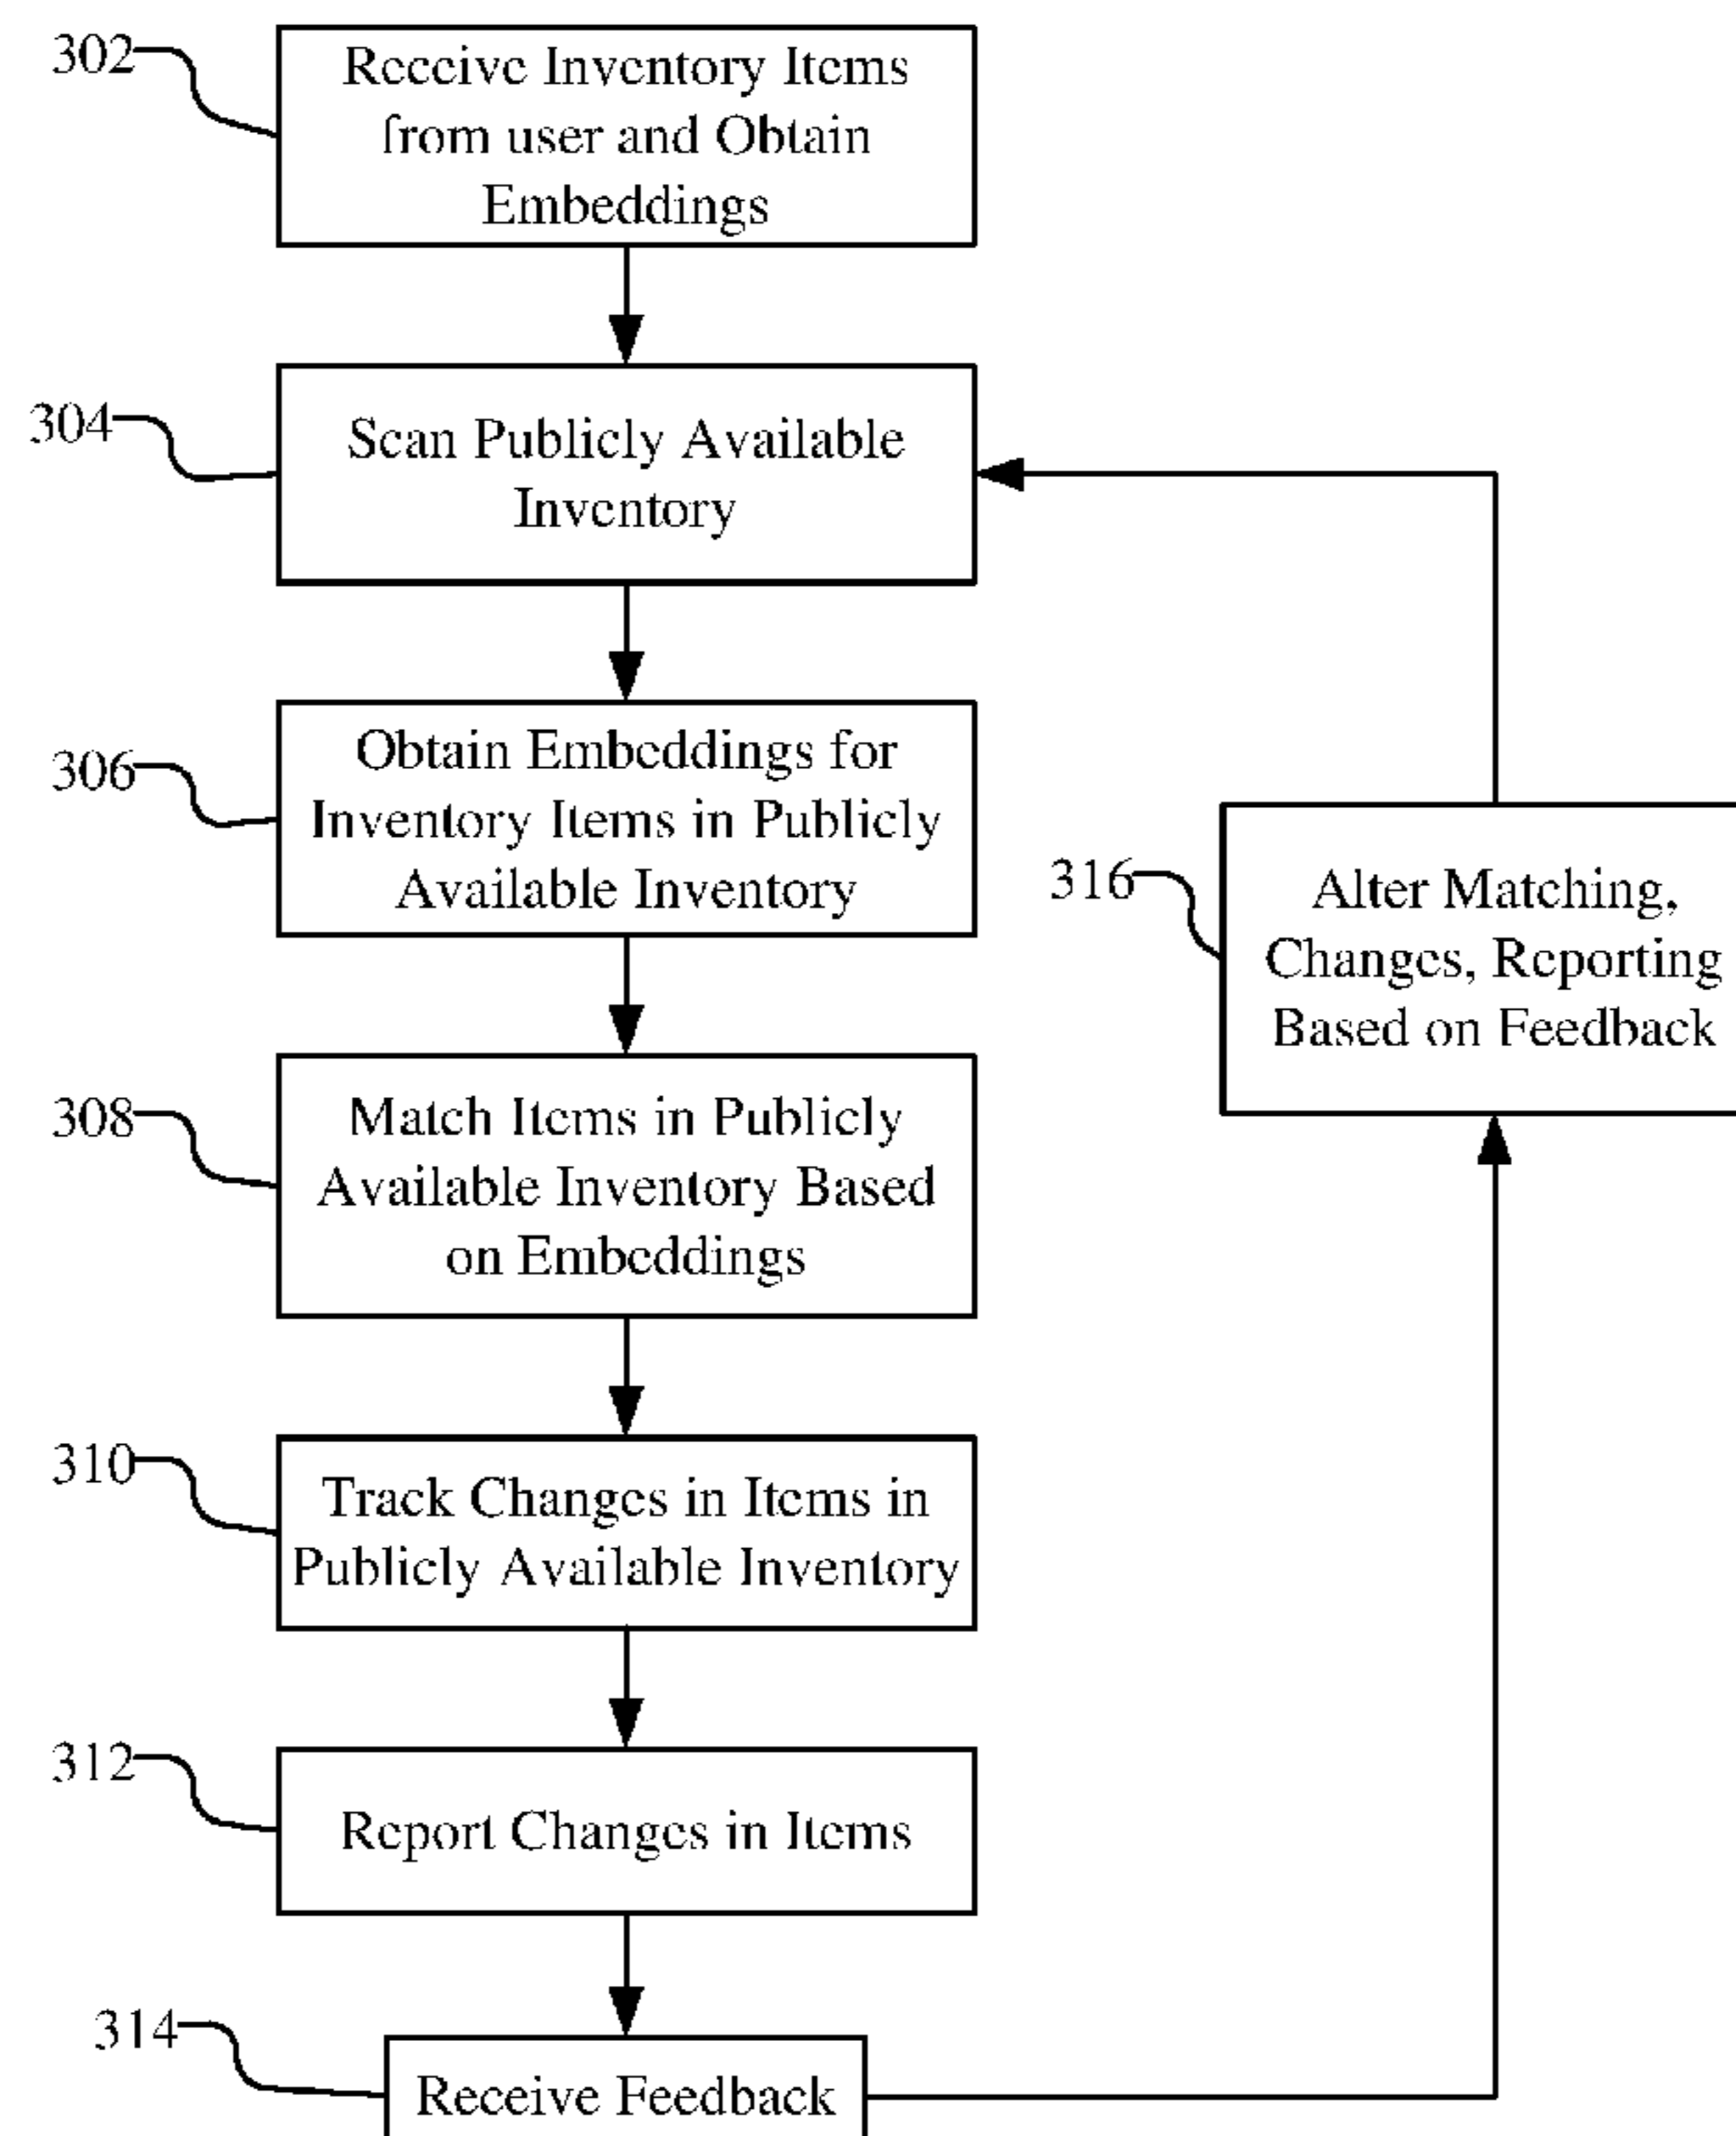 302
Receive Inventory Items
from user and Obtain
Embeddings
304
Scan Publicly Available
Inventory
306
Obtain Embeddings for
Inventory Items in Publicly
Available Inventory
308
Match Items in Publicly
Available Inventory Based
on Embeddings
310
Track Changes in Items in
Publicly Available Inventory
312
Report Changes in Items
314
Receive Feedback
316
Alter Matching,
Changes, Reporting
Based on Feedback